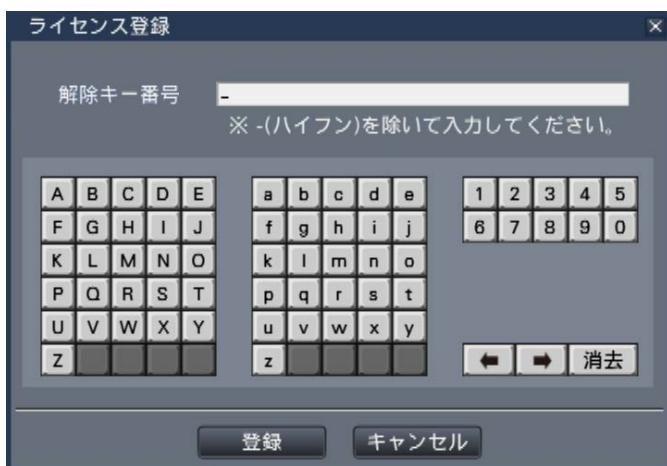 ライセンス登録
解除キー番号 _
※ -(ハイフン)を除いて入力してください。
A B C D E a b c d e 1 2 3 4 5
F G H I J f g h i j 6 7 8 9 0
K L M N O k l m n o
P Q R S T p q r s t
U V W X Y u v w x y
Z z ← → 消去
登録 キャンセル